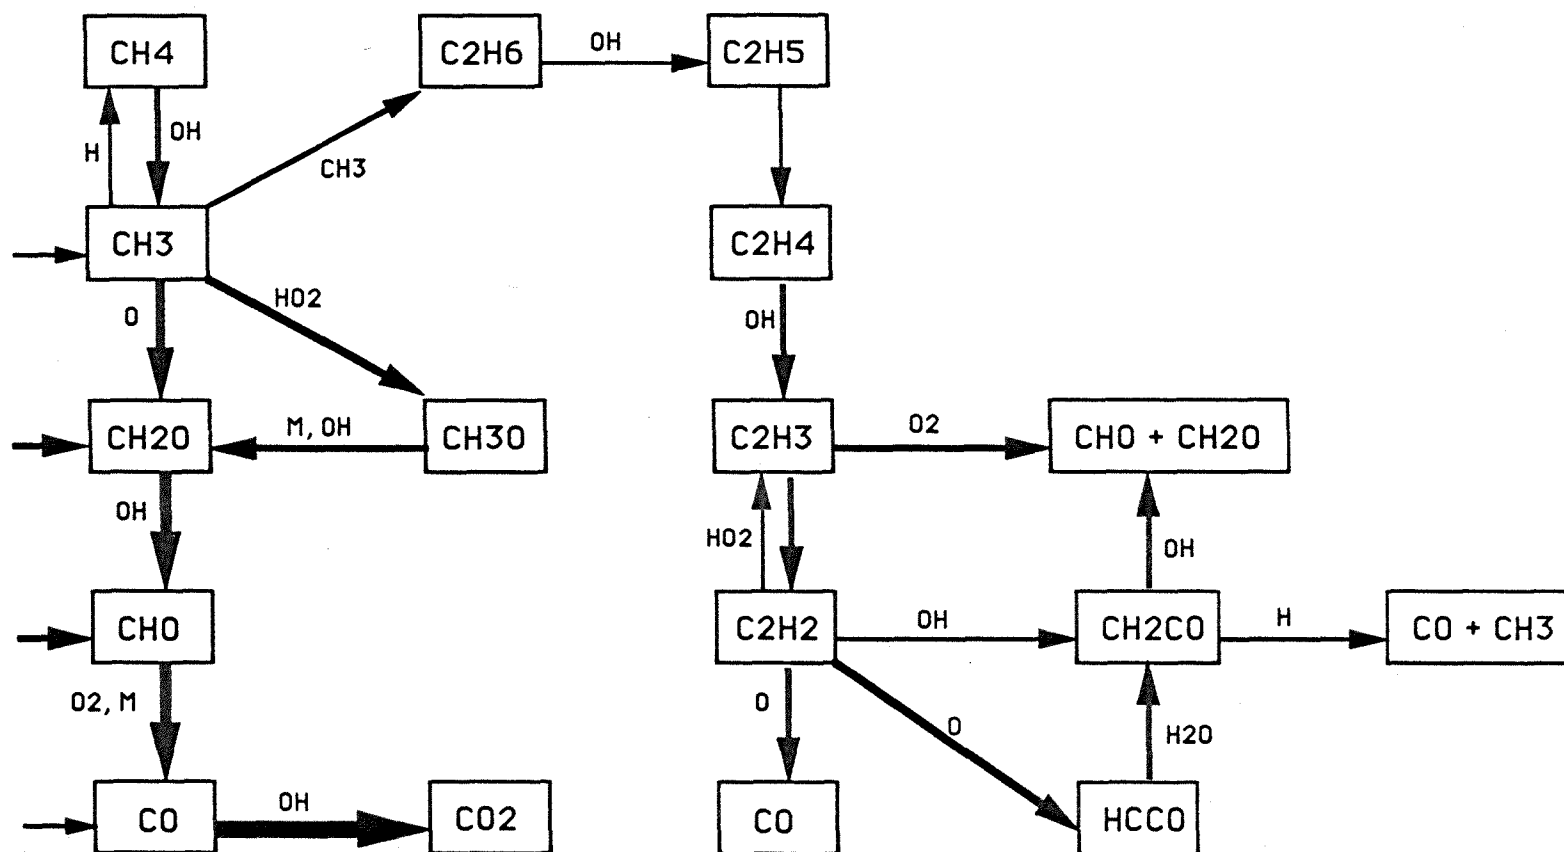 CH4
C2H6
OH
C2H5
H
OH
CH3
CH3
C2H4
O
HO2
OH
CH2O
M, OH
CH3O
C2H3
O2
CHO + CH2O
OH
HO2
OH
CHO
C2H2
OH
CH2CO
H
CO + CH3
O2, M
O
O
H2O
CO
OH
CO2
CO
HCCO